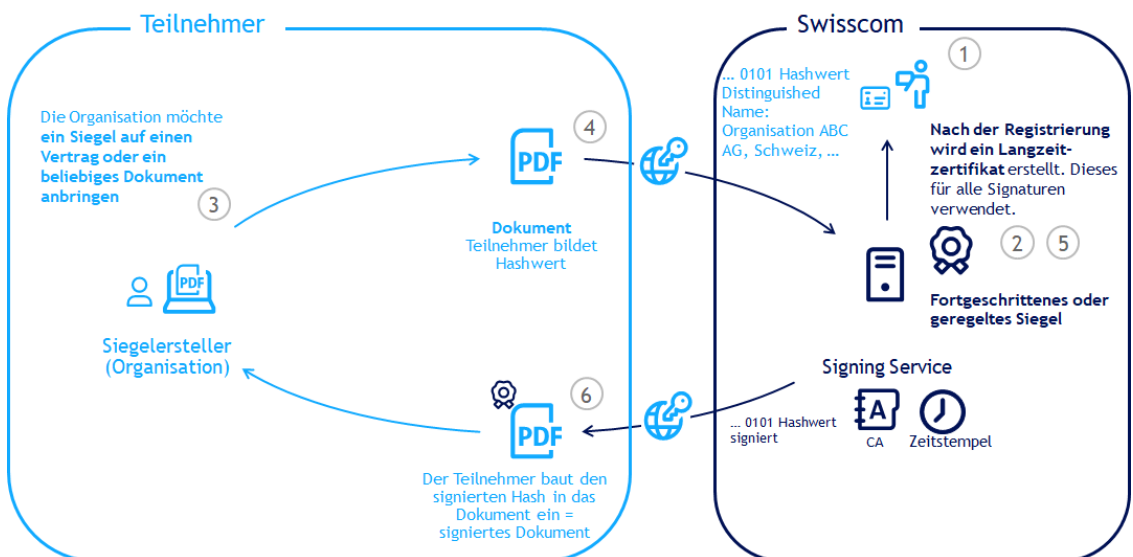 Teilnehmer
Swisscom
Die Organisation möchte
ein Siegel auf einen
Vertrag oder ein
beliebiges Dokument
anbringen
3
PDF
Siegelersteller
(Organisation)
PDF
4
Dokument
Teilnehmer bildet
Hashwert
... 0101 Hashwert
Distinguished
Name:
Organisation ABC
AG, Schweiz, ...
1
Nach der Registrierung
wird ein Langzeit-
zertifikat erstellt. Dieses
für alle Signaturen
verwendet.
2
5
Fortgeschrittenes oder
geregeltes Siegel
Signing Service
A
CA
Zeitstempel
... 0101 Hashwert
signiert
6
PDF
Der Teilnehmer baut den
signierten Hash in das
Dokument ein =
signiertes Dokument